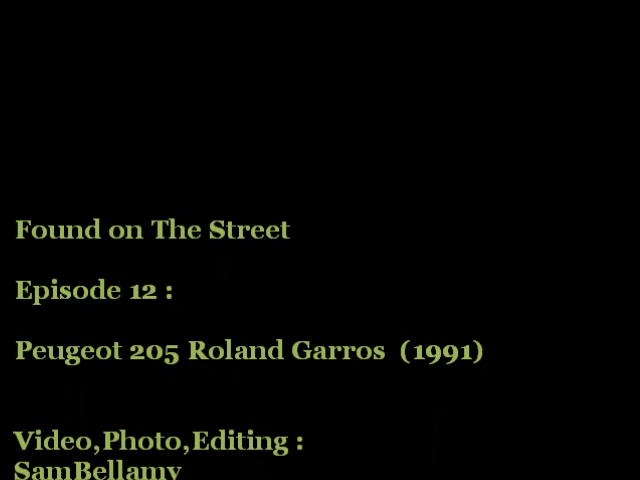 Found on The Street
Episode 12 :
Peugeot 205 Roland Garros  (1991)
Video,Photo,Editing :
SamBellamy